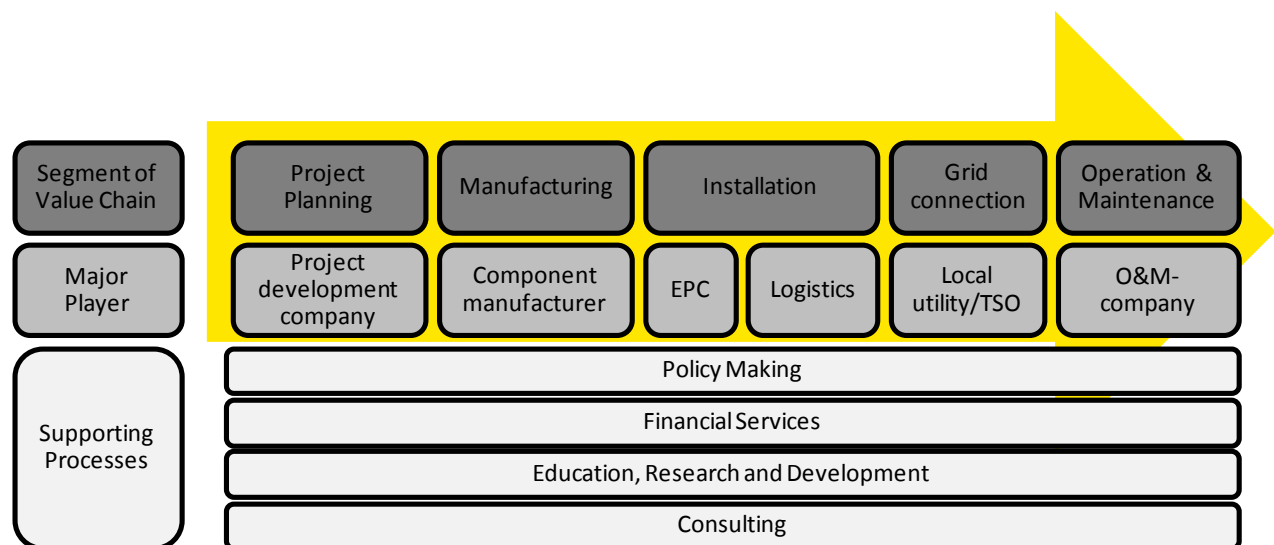 Segment of
Value Chain
Project
Planning
Manufacturing
Installation
Grid
connection
Operation &
Maintenance
Major
Player
Project
development
company
Component
manufacturer
EPC
Logistics
Local
utility/TSO
O&M-
company
Supporting
Processes
Policy Making
Financial Services
Education, Research and Development
Consulting